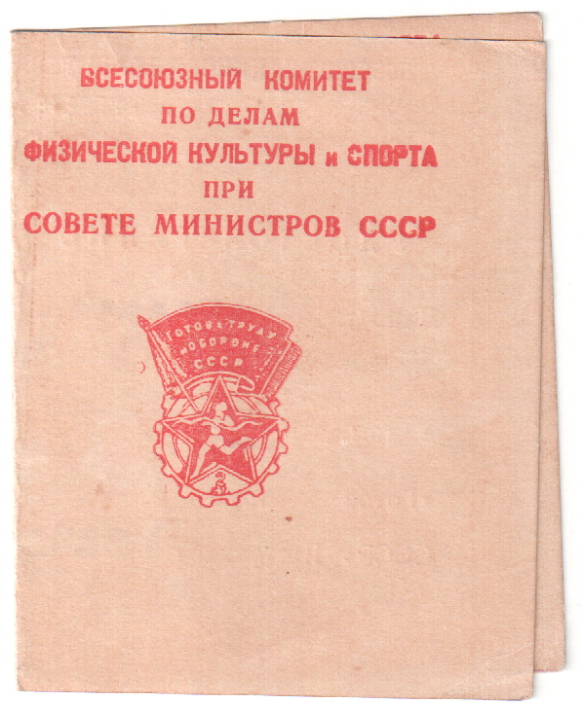 ВСЕСОЮЗНЫЙ КОМИТЕТ
ПО ДЕЛАМ
ФИЗИЧЕСКОЙ КУЛЬТУРЫ и СПОРТА
ПРИ
СОВЕТЕ МИНИСТРОВ СССР
ГОТОВ к ТРУДУ
и ОБОРОНЕ
СССР